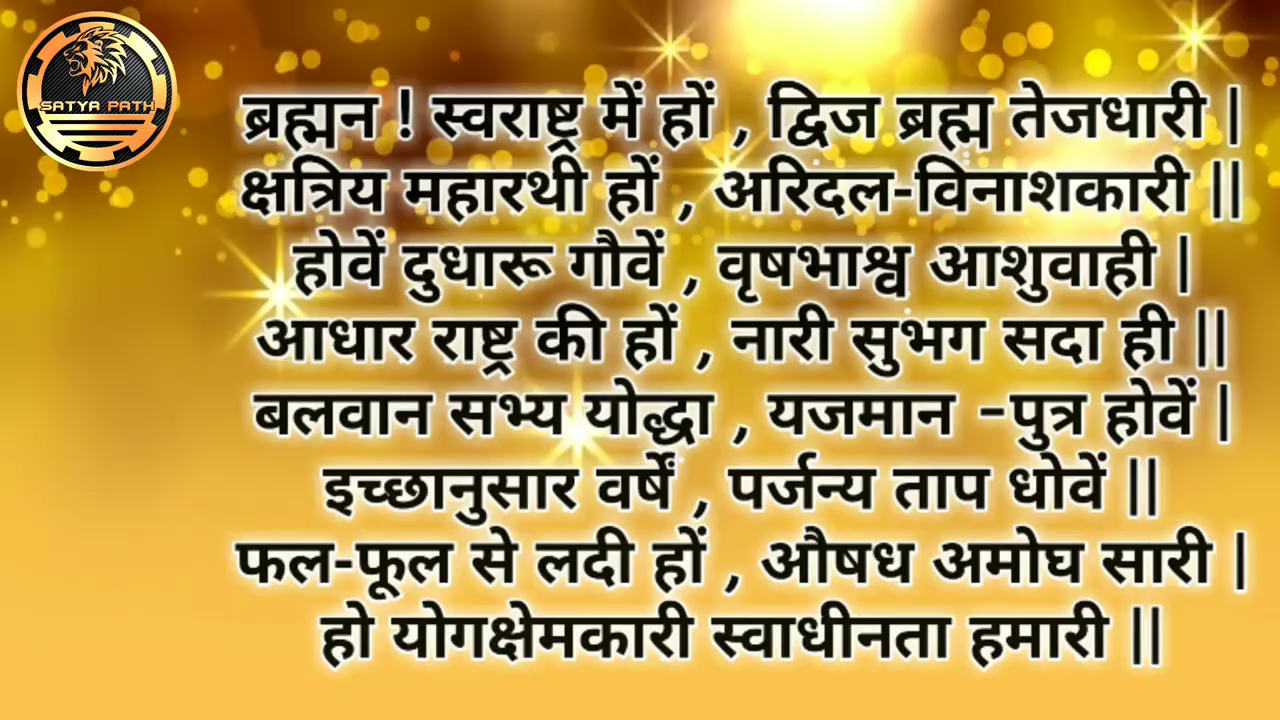 SATYA PATH
ब्रह्मन ! स्वराष्ट्र में हों , द्विज ब्रह्म तेजधारी |
क्षत्रिय महारथी हों , अरिदल-विनाशकारी ||
होवें दुधारू गौवें , वृषभाश्व आशुवाही |
आधार राष्ट्र की हों , नारी सुभग सदा ही ||
बलवान सभ्य योद्धा , यजमान -पुत्र होवें |
इच्छानुसार वर्षें , पर्जन्य ताप धोवें ||
फल-फूल से लदी हों , औषध अमोघ सारी |
हो योगक्षेमकारी स्वाधीनता हमारी ||